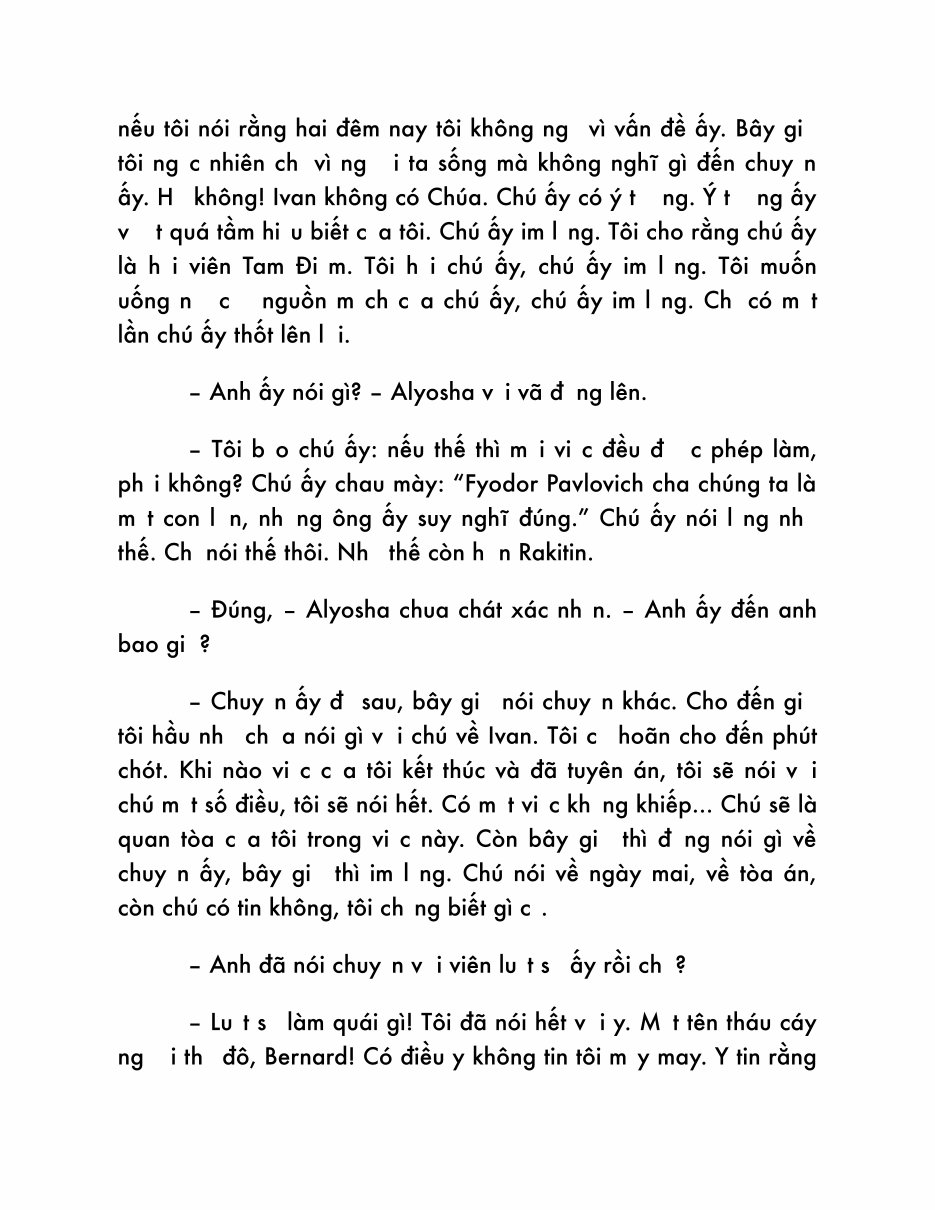 nếu tôi nói rằng hai đêm nay tôi không ng vì vấn đề ấy. Bây gi
tôi ng c nhiên ch vì ng i ta sống mà không nghĩ gì đến chuy n
ấy. H không! Ivan không có Chúa. Chú ấy có ý t ng. Ý t ng ấy
v t quá tầm hi u biết c a tôi. Chú ấy im l ng. Tôi cho rằng chú ấy
là h i viên Tam Đi m. Tôi h i chú ấy, chú ấy im l ng. Tôi muốn
uống n c nguồn m ch c a chú ấy, chú ấy im l ng. Ch có m t
lần chú ấy thốt lên l i.
– Anh ấy nói gì? – Alyosha v i vã đ ng lên.
– Tôi b o chú ấy: nếu thế thì m i vi c đều đ c phép làm,
ph i không? Chú ấy chau mày: “Fyodor Pavlovich cha chúng ta là
m t con l n, nh ng ông ấy suy nghĩ đúng.” Chú ấy nói l ng nh
thế. Ch nói thế thôi. Nh thế còn h n Rakitin.
– Đúng, – Alyosha chua chát xác nh n. – Anh ấy đến anh
bao gi ?
– Chuy n ấy đ sau, bây gi nói chuy n khác. Cho đến gi
tôi hầu nh ch a nói gì v i chú về Ivan. Tôi c hoãn cho đến phút
chót. Khi nào vi c c a tôi kết thúc và đã tuyên án, tôi sẽ nói v i
chú m t số điều, tôi sẽ nói hết. Có m t vi c kh ng khiếp... Chú sẽ là
quan tòa c a tôi trong vi c này. Còn bây gi thì đ ng nói gì về
chuy n ấy, bây gi thì im l ng. Chú nói về ngày mai, về tòa án,
còn chú có tin không, tôi ch ng biết gì c .
– Anh đã nói chuy n v i viên lu t s ấy rồi ch ?
– Lu t s làm quái gì! Tôi đã nói hết v i y. M t tên tháu cáy
ng i th đô, Bernard! Có điều y không tin tôi m y may. Y tin rằng